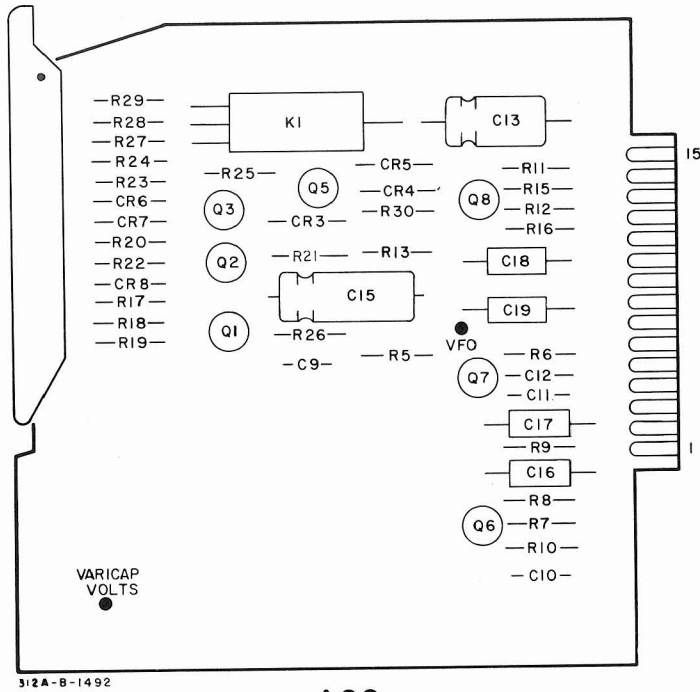 R29
R28
R27
R24
R23
CR6
CR7
R20
R22
CR8
R17
R18
R19
K1
C13
R25
Q5
CR5
CR4
R30
Q3
CR3
Q8
R11
R15
R12
R16
15
Q2
R21
R13
C18
C15
C19
Q1
R26
VFO
C9
R5
Q7
R6
C12
C11
C17
R9
1
C16
R8
Q6
R7
R10
C10
VARICAP
VOLTS
312A-B-1492